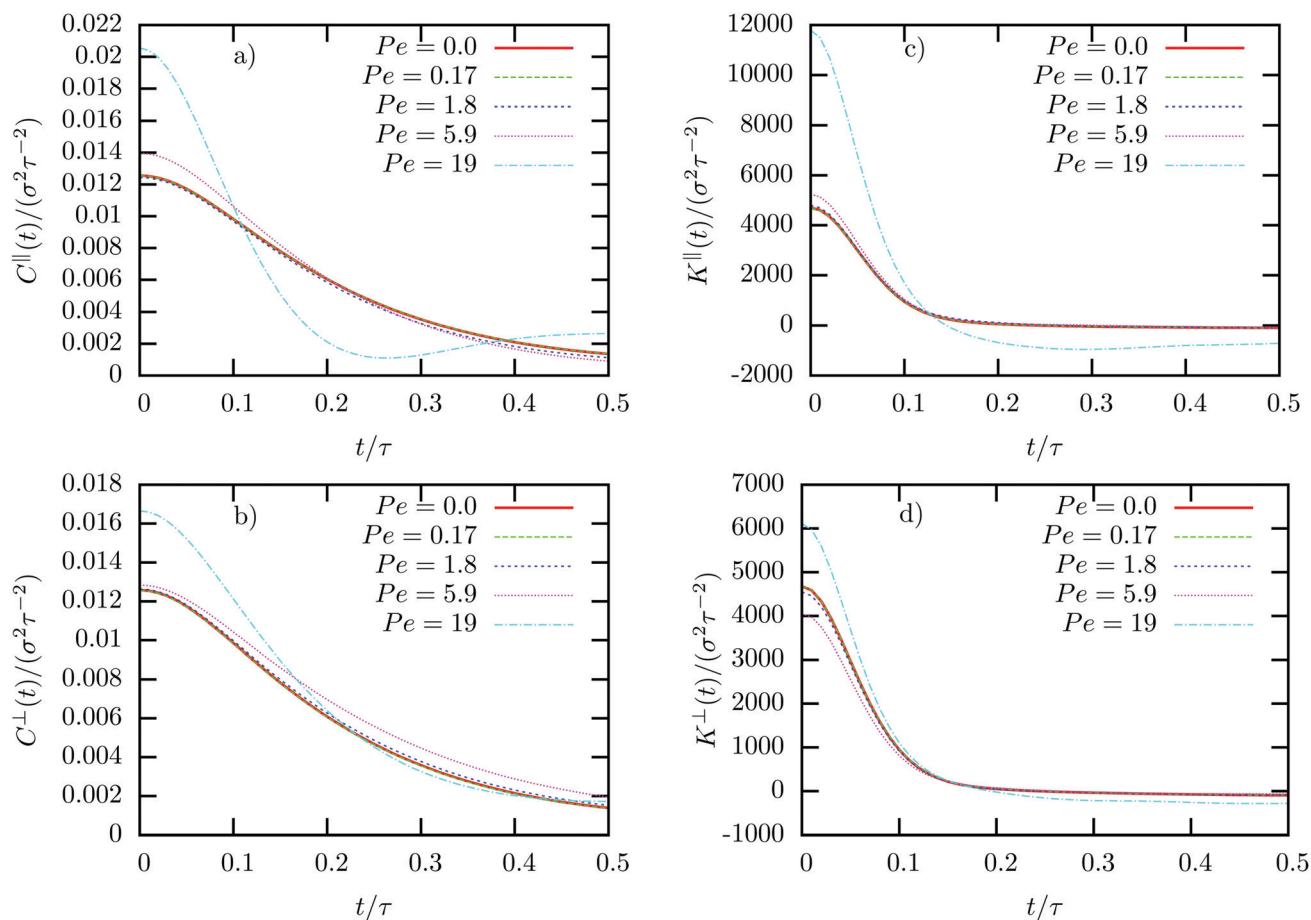 a)
Pe = 0.0
Pe = 0.17
Pe = 1.8
Pe = 5.9
Pe = 19
C^∥(t)/(σ²τ⁻²)
0.022
0.02
0.018
0.016
0.014
0.012
0.01
0.008
0.006
0.004
0.002
0
0 0.1 0.2 0.3 0.4 0.5
t/τ
c)
Pe = 0.0
Pe = 0.17
Pe = 1.8
Pe = 5.9
Pe = 19
K^∥(t)/(σ²τ⁻²)
12000
10000
8000
6000
4000
2000
0
-2000
0 0.1 0.2 0.3 0.4 0.5
t/τ
b)
Pe = 0.0
Pe = 0.17
Pe = 1.8
Pe = 5.9
Pe = 19
C^⊥(t)/(σ²τ⁻²)
0.018
0.016
0.014
0.012
0.01
0.008
0.006
0.004
0.002
0
0 0.1 0.2 0.3 0.4 0.5
t/τ
d)
Pe = 0.0
Pe = 0.17
Pe = 1.8
Pe = 5.9
Pe = 19
K^⊥(t)/(σ²τ⁻²)
7000
6000
5000
4000
3000
2000
1000
0
-1000
0 0.1 0.2 0.3 0.4 0.5
t/τ